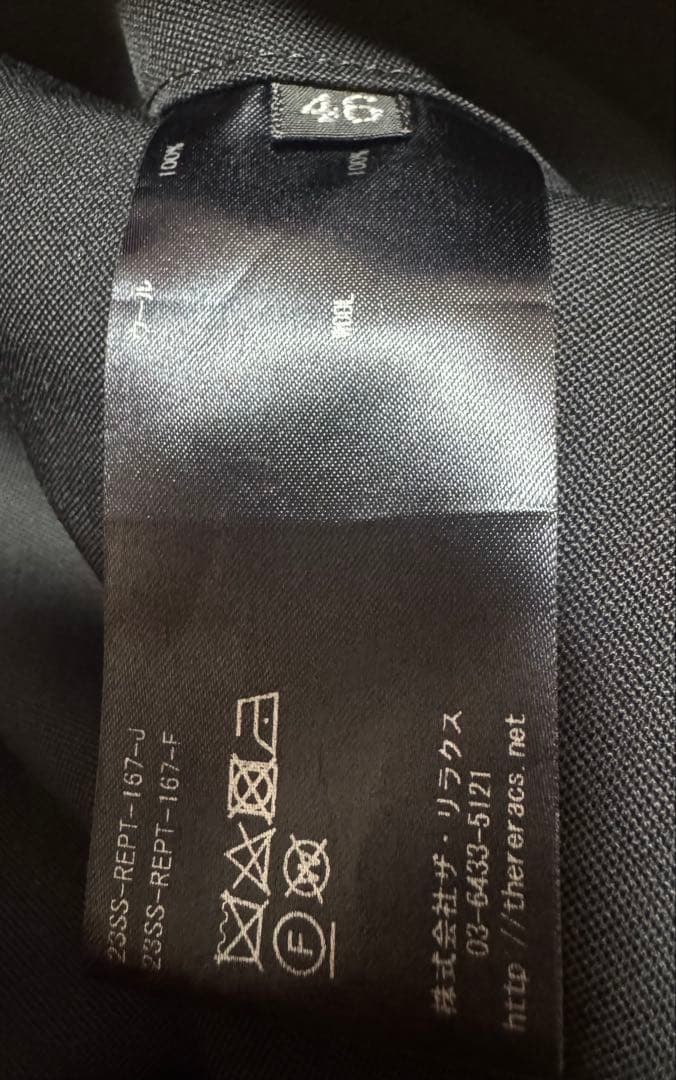 46
ウール 100%
WOOL 100%
23SS-REPT-167-J
23SS-REPT-167-F
F
W
株式会社ザ・リラクス
03-6433-5121
http://thereracs.net